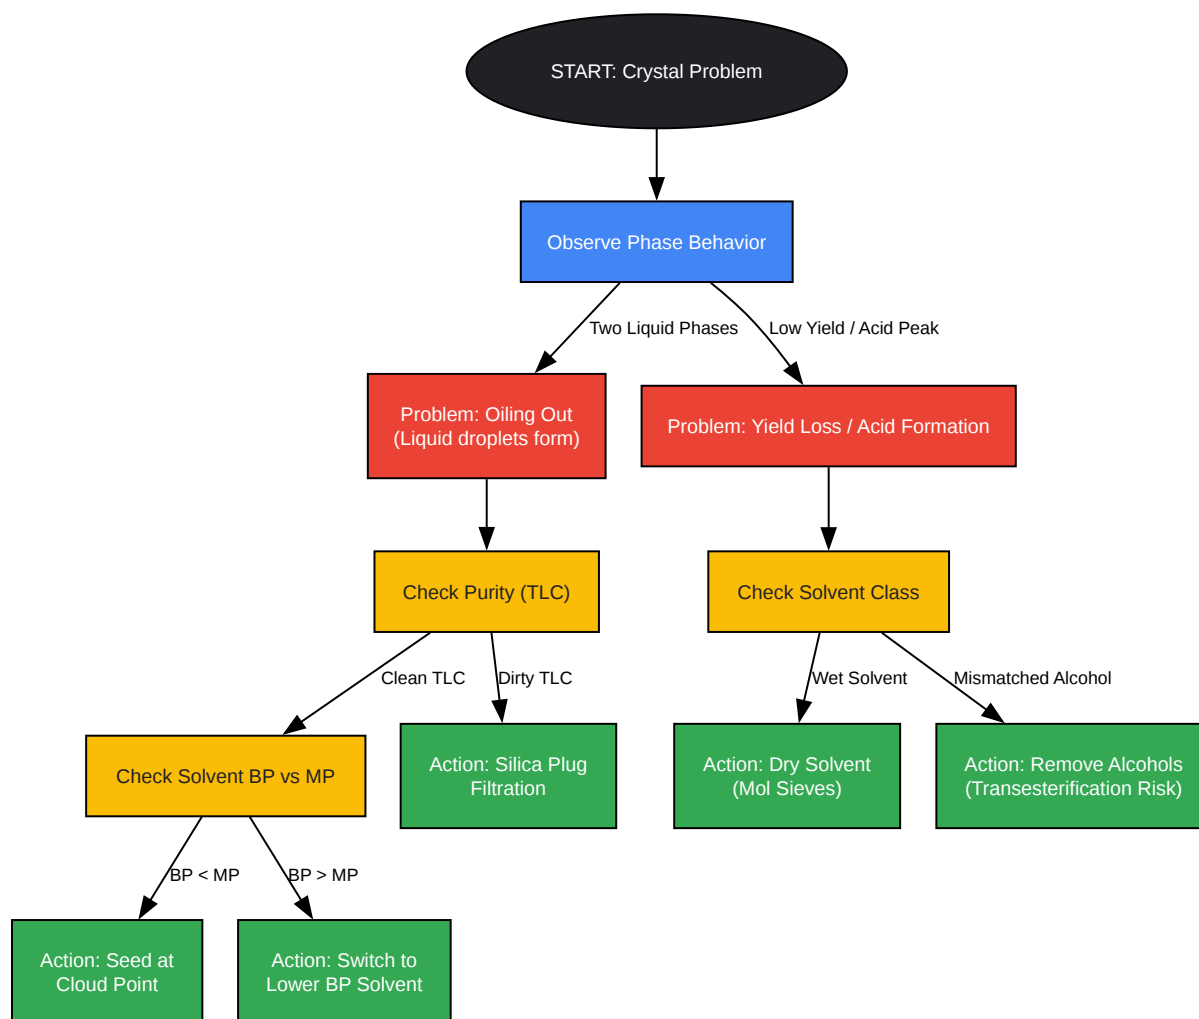 START: Crystal Problem
Observe Phase Behavior
Two Liquid Phases
Low Yield / Acid Peak
Problem: Oiling Out
(Liquid droplets form)
Problem: Yield Loss / Acid Formation
Check Purity (TLC)
Check Solvent Class
Clean TLC
Dirty TLC
Wet Solvent
Mismatched Alcohol
Check Solvent BP vs MP
Action: Silica Plug
Filtration
Action: Dry Solvent
(Mol Sieves)
Action: Remove Alcohols
(Transesterification Risk)
BP < MP
BP > MP
Action: Seed at
Cloud Point
Action: Switch to
Lower BP Solvent